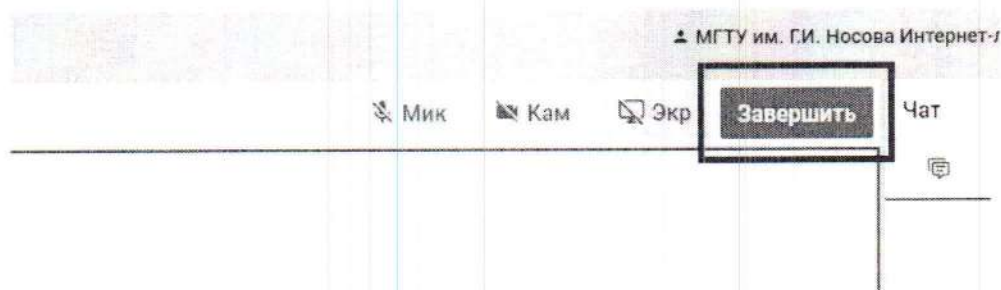 МГТУ им. Г.И. Носова Интернет-л
Мик Кам Экр Завершить Чат